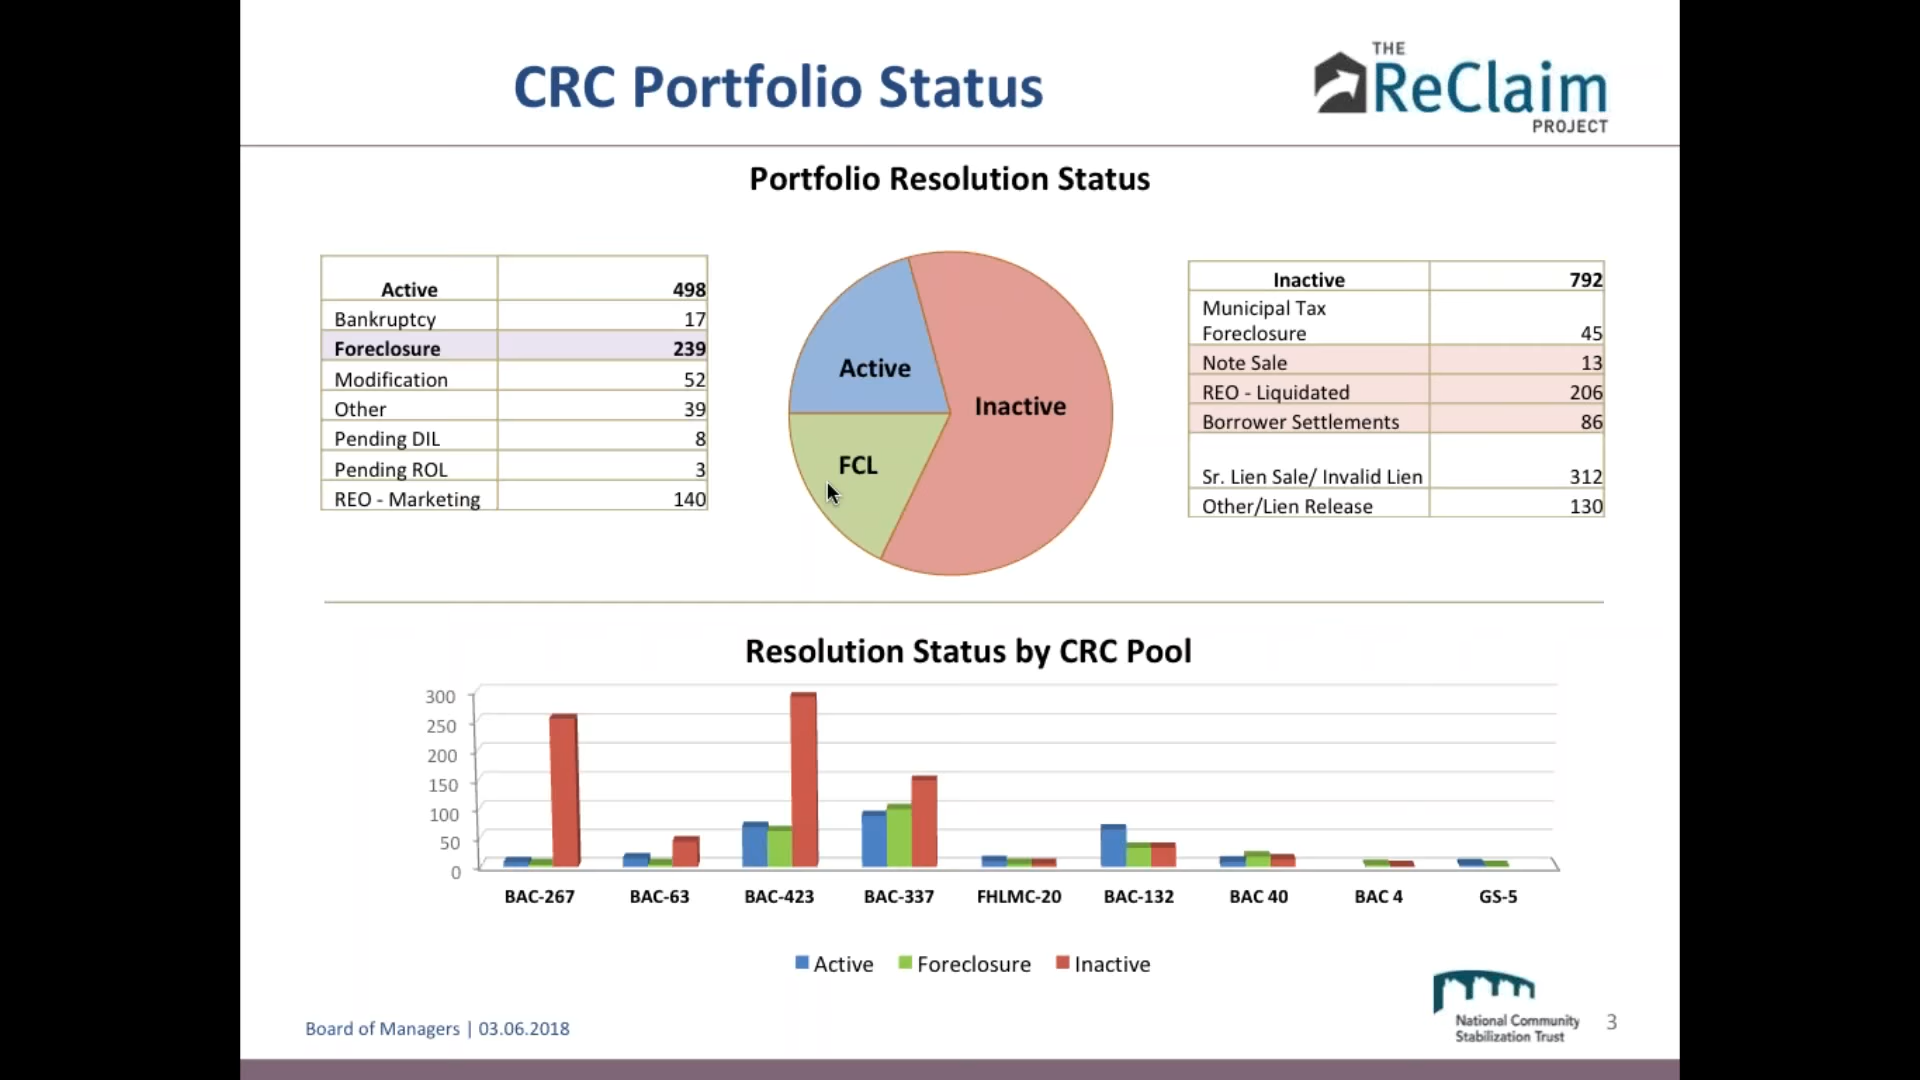 CRC Portfolio Status
THE
ReClaim
PROJECT
Portfolio Resolution Status
Active 498
Bankruptcy 17
Foreclosure 239
Modification 52
Other 39
Pending DIL 8
Pending ROL 3
REO - Marketing 140
Active
Inactive
FCL
Inactive 792
Municipal Tax
Foreclosure 45
Note Sale 13
REO - Liquidated 206
Borrower Settlements 86
Sr. Lien Sale/ Invalid Lien 312
Other/Lien Release 130
Resolution Status by CRC Pool
300
250
200
150
100
50
0
BAC-267 BAC-63 BAC-423 BAC-337 FHLMC-20 BAC-132 BAC 40 BAC 4 GS-5
Active Foreclosure Inactive
Board of Managers | 03.06.2018
National Community
Stabilization Trust
3